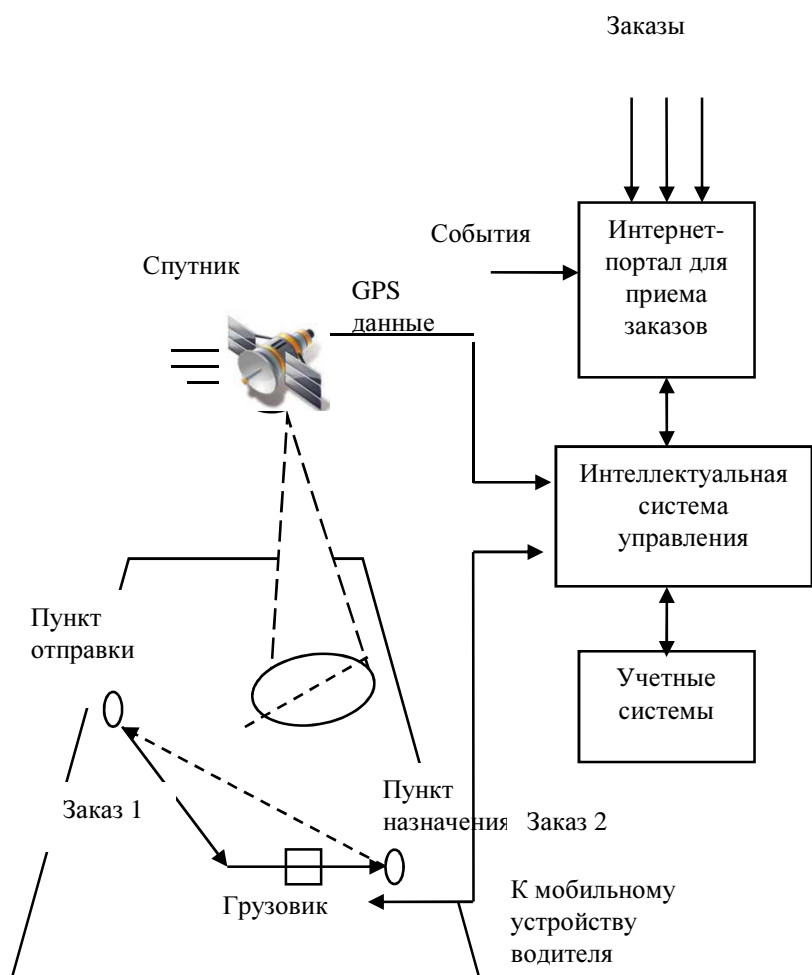 Заказы
События
Интернет-
портал для
приема
заказов
Спутник
GPS
данные
Интеллектуальная
система
управления
Пункт
отправки
Учетные
системы
Заказ 1
Пункт
назначения
Заказ 2
Грузовик
К мобильному
устройству
водителя